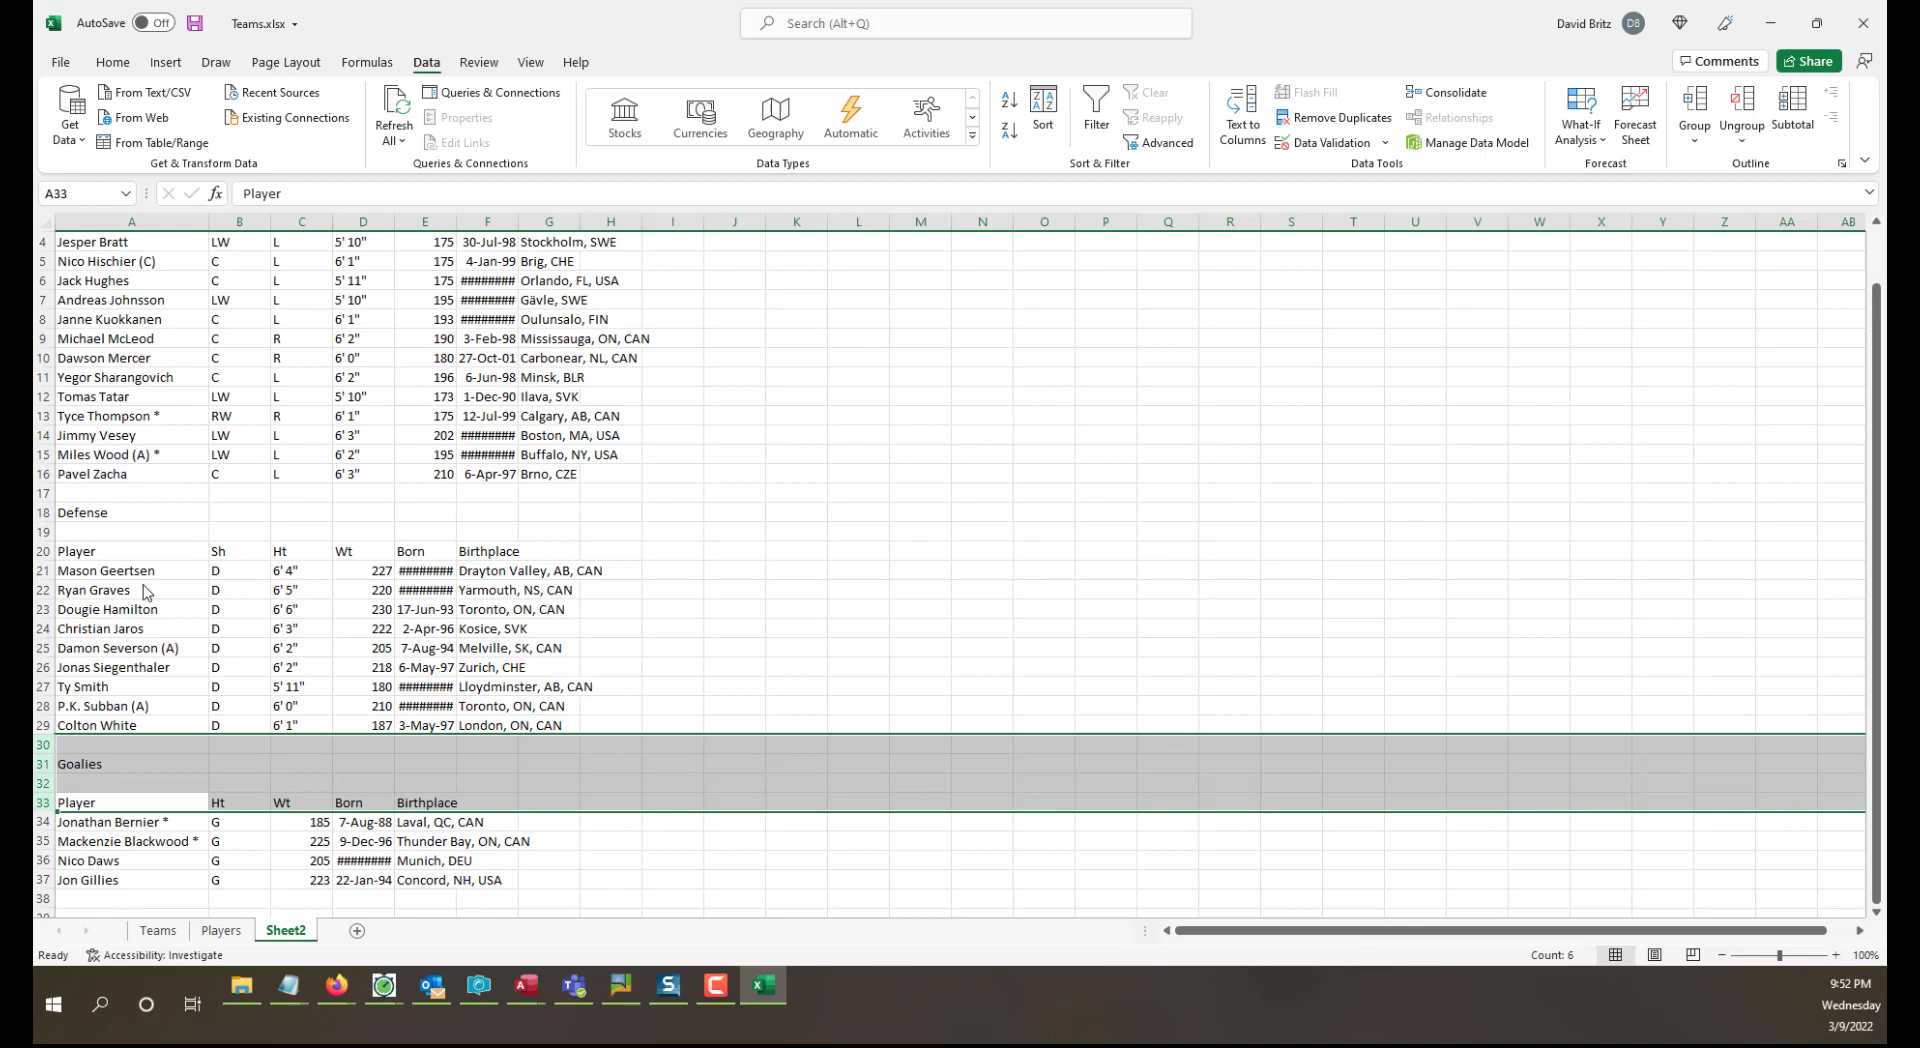 AutoSave Off Teams.xlsx Search (Alt+Q) David Britz DB
File Home Insert Draw Page Layout Formulas Data Review View Help Comments Share
Get Data From Text/CSV From Web From Table/Range Recent Sources Existing Connections Get & Transform Data
Refresh All Queries & Connections Properties Edit Links Queries & Connections
Stocks Currencies Geography Automatic Activities Data Types
Sort Filter Clear Reapply Advanced Sort & Filter
Text to Columns Flash Fill Remove Duplicates Data Validation Consolidate Relationships Manage Data Model Data Tools
What-If Analysis Forecast Sheet Forecast
Group Ungroup Subtotal Outline
A33 fx Player
A B C D E F G H I J K L M N O P Q R S T U V W X Y Z AA AB
4 Jesper Bratt LW L 5' 10" 175 30-Jul-98 Stockholm, SWE
5 Nico Hischier (C) C L 6' 1" 175 4-Jan-99 Brig, CHE
6 Jack Hughes C L 5' 11" 175 ######## Orlando, FL, USA
7 Andreas Johnsson LW L 5' 10" 195 ######## Gävle, SWE
8 Janne Kuokkanen C L 6' 1" 193 ######## Oulunsalo, FIN
9 Michael McLeod C R 6' 2" 190 3-Feb-98 Mississauga, ON, CAN
10 Dawson Mercer C R 6' 0" 180 27-Oct-01 Carbonear, NL, CAN
11 Yegor Sharangovich C L 6' 2" 196 6-Jun-98 Minsk, BLR
12 Tomas Tatar LW L 5' 10" 173 1-Dec-90 Ilava, SVK
13 Tyce Thompson * RW R 6' 1" 175 12-Jul-99 Calgary, AB, CAN
14 Jimmy Vesey LW L 6' 3" 202 ######## Boston, MA, USA
15 Miles Wood (A) * LW L 6' 2" 195 ######## Buffalo, NY, USA
16 Pavel Zacha C L 6' 3" 210 6-Apr-97 Brno, CZE
17
18 Defense
19
20 Player Sh Ht Wt Born Birthplace
21 Mason Geertsen D 6' 4" 227 ######## Drayton Valley, AB, CAN
22 Ryan Graves D 6' 5" 220 ######## Yarmouth, NS, CAN
23 Dougie Hamilton D 6' 6" 230 17-Jun-93 Toronto, ON, CAN
24 Christian Jaros D 6' 3" 222 2-Apr-96 Kosice, SVK
25 Damon Severson (A) D 6' 2" 205 7-Aug-94 Melville, SK, CAN
26 Jonas Siegenthaler D 6' 2" 218 6-May-97 Zurich, CHE
27 Ty Smith D 5' 11" 180 ######## Lloydminster, AB, CAN
28 P.K. Subban (A) D 6' 0" 210 ######## Toronto, ON, CAN
29 Colton White D 6' 1" 187 3-May-97 London, ON, CAN
30
31 Goalies
32
33 Player Ht Wt Born Birthplace
34 Jonathan Bernier * G 185 7-Aug-88 Laval, QC, CAN
35 Mackenzie Blackwood * G 225 9-Dec-96 Thunder Bay, ON, CAN
36 Nico Daws G 205 ######## Munich, DEU
37 Jon Gillies G 223 22-Jan-94 Concord, NH, USA
38
Teams Players Sheet2
Ready Accessibility: Investigate Count: 6 100%
9:52 PM
Wednesday
3/9/2022